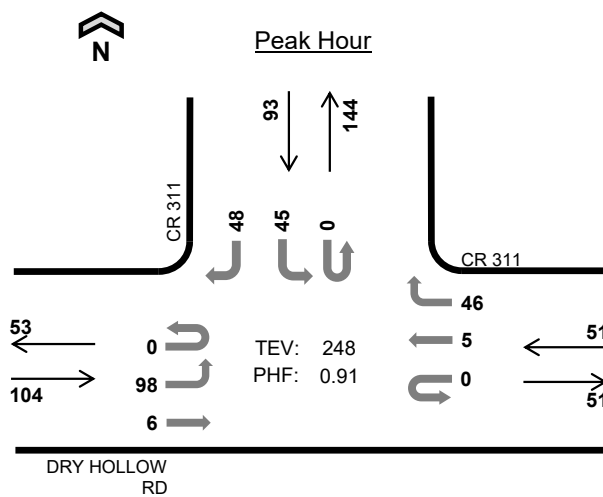 Peak Hour
N
93
144
CR 311
48
45
0
CR 311
46
53
0
TEV: 248
5
51
104
98
PHF: 0.91
0
51
6
DRY HOLLOW
RD